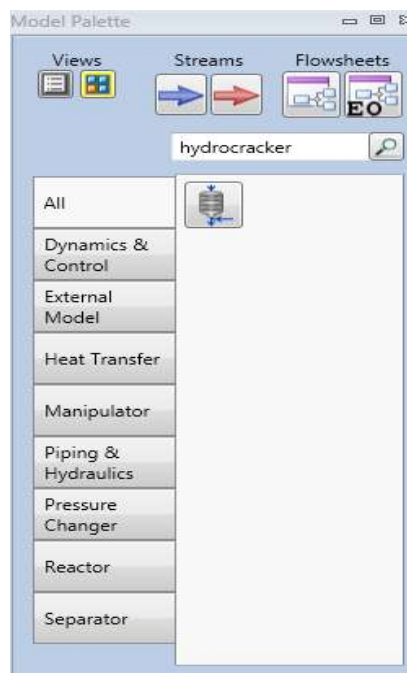 Model Palette
Views
Streams
Flowsheets
EO
hydrocracker
All
Dynamics &
Control
External
Model
Heat Transfer
Manipulator
Piping &
Hydraulics
Pressure
Changer
Reactor
Separator